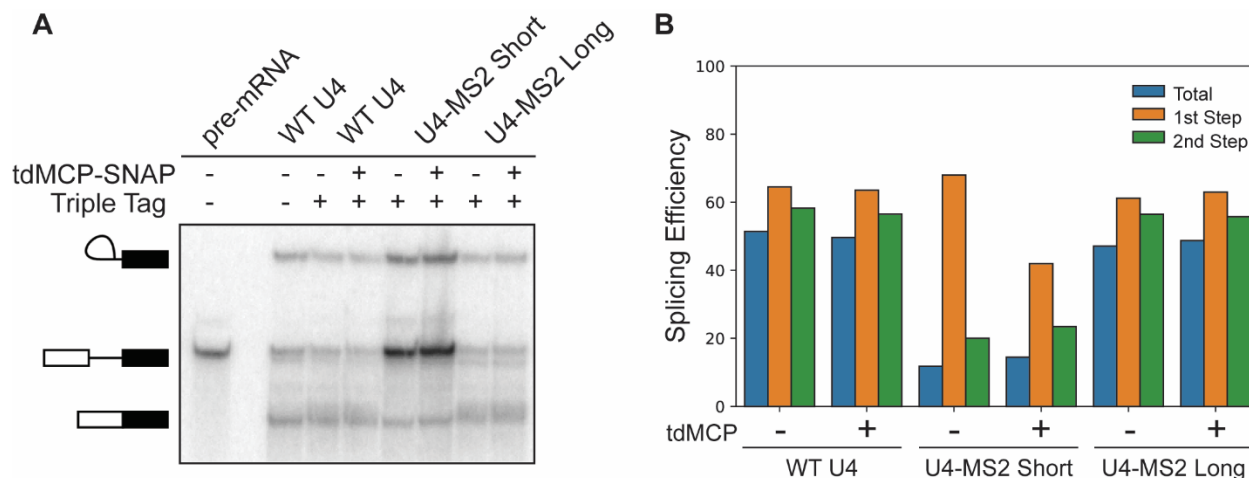 A
pre-mRNA
WT U4
WT U4
U4-MS2 Short
U4-MS2 Long
tdMCP-SNAP - - - + - + - +
Triple Tag - - + + + + + +
B
Splicing Efficiency
100
80
60
40
20
0
Total
1st Step
2nd Step
tdMCP - + - + - +
WT U4 U4-MS2 Short U4-MS2 Long